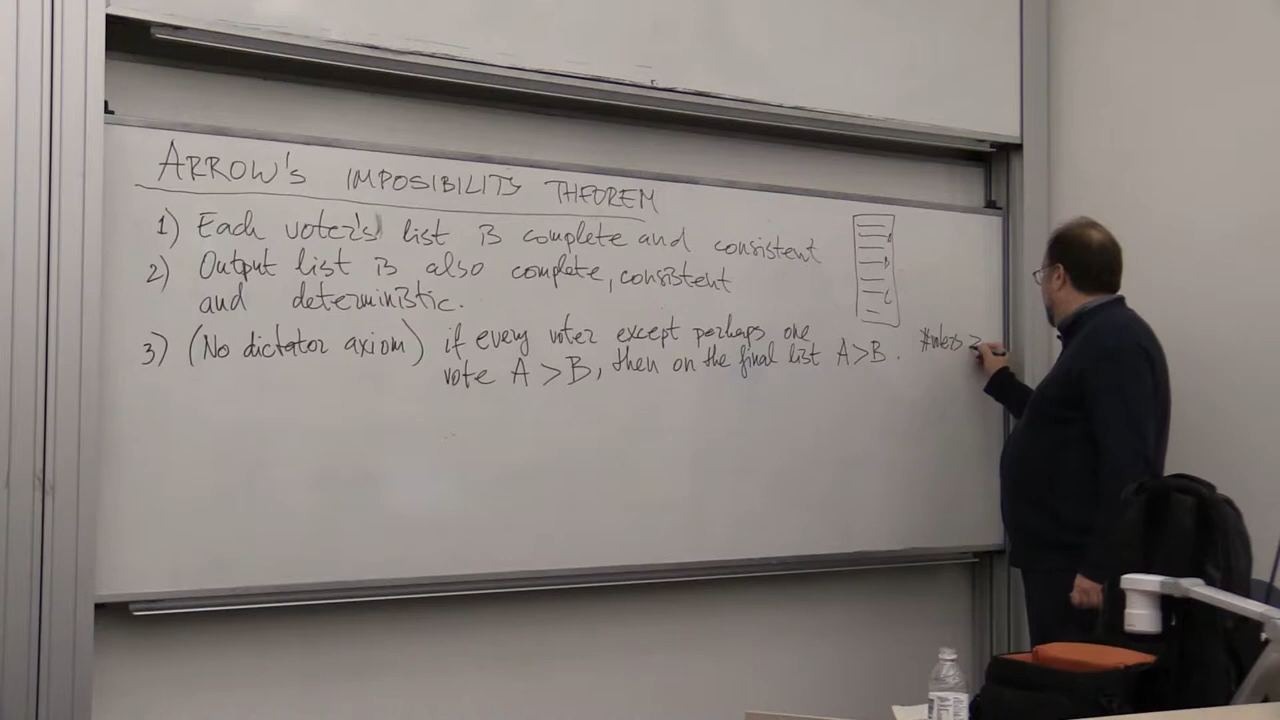 ARROW'S IMPOSIBILITY THEOREM
1) Each voter's list is complete and consistent
2) Output list is also complete, consistent
and deterministic.
3) (No dictator axiom) if every voter except perhaps one
vote A > B, then on the final list A > B.
#voters
A
B
C